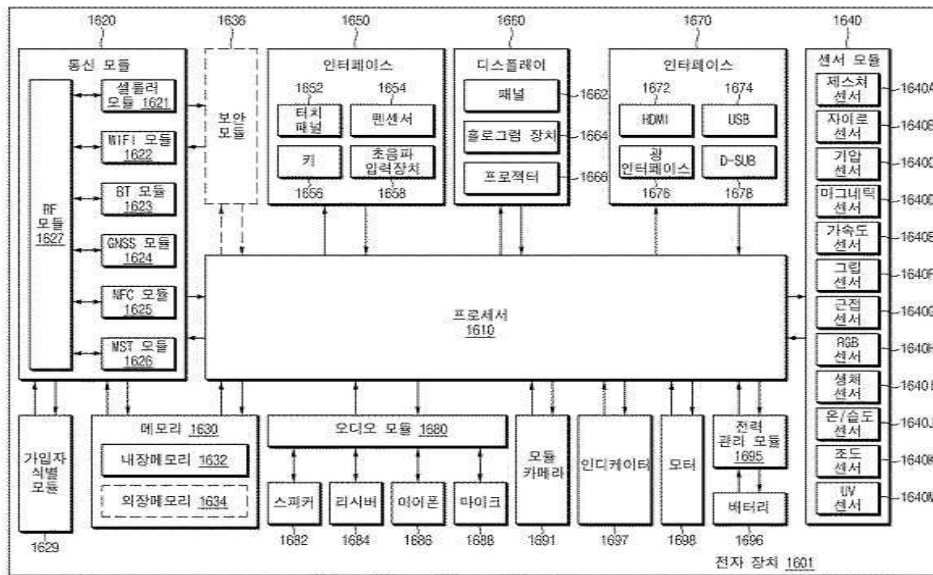 1620
1636
1650
1660
1670
1640
통신 모듈
셀룰러
모듈 1621
WIFI 모듈
1622
BT 모듈
1623
GNSS 모듈
1624
NFC 모듈
1625
MST 모듈
1626
RF
모듈
1627
보안
모듈
인터페이스
1652
1654
터치
패널
펜센서
키
초음파
입력장치
1656
1658
디스플레이
패널
1662
홀로그램 장치
1664
프로젝터
1666
인터페이스
1672
1674
HDMI
USB
광
인터페이스
D-SUB
1676
1678
센서 모듈
제스처
센서
1640A
자이로
센서
1640B
기압
센서
1640C
마그네틱
센서
1640D
가속도
센서
1640E
그립
센서
1640F
근접
센서
1640G
RGB
센서
1640H
생체
센서
1640I
온/습도
센서
1640J
조도
센서
1640K
UV
센서
1640M
프로세서
1610
가입자
식별
모듈
1629
메모리 1630
내장메모리 1632
외장메모리 1634
오디오 모듈 1680
스피커
리시버
이어폰
마이크
1682
1684
1686
1688
모듈
카메라
1691
인디케이터
1697
모터
1698
전력
관리 모듈
1695
배터리
1696
전자 장치 1601